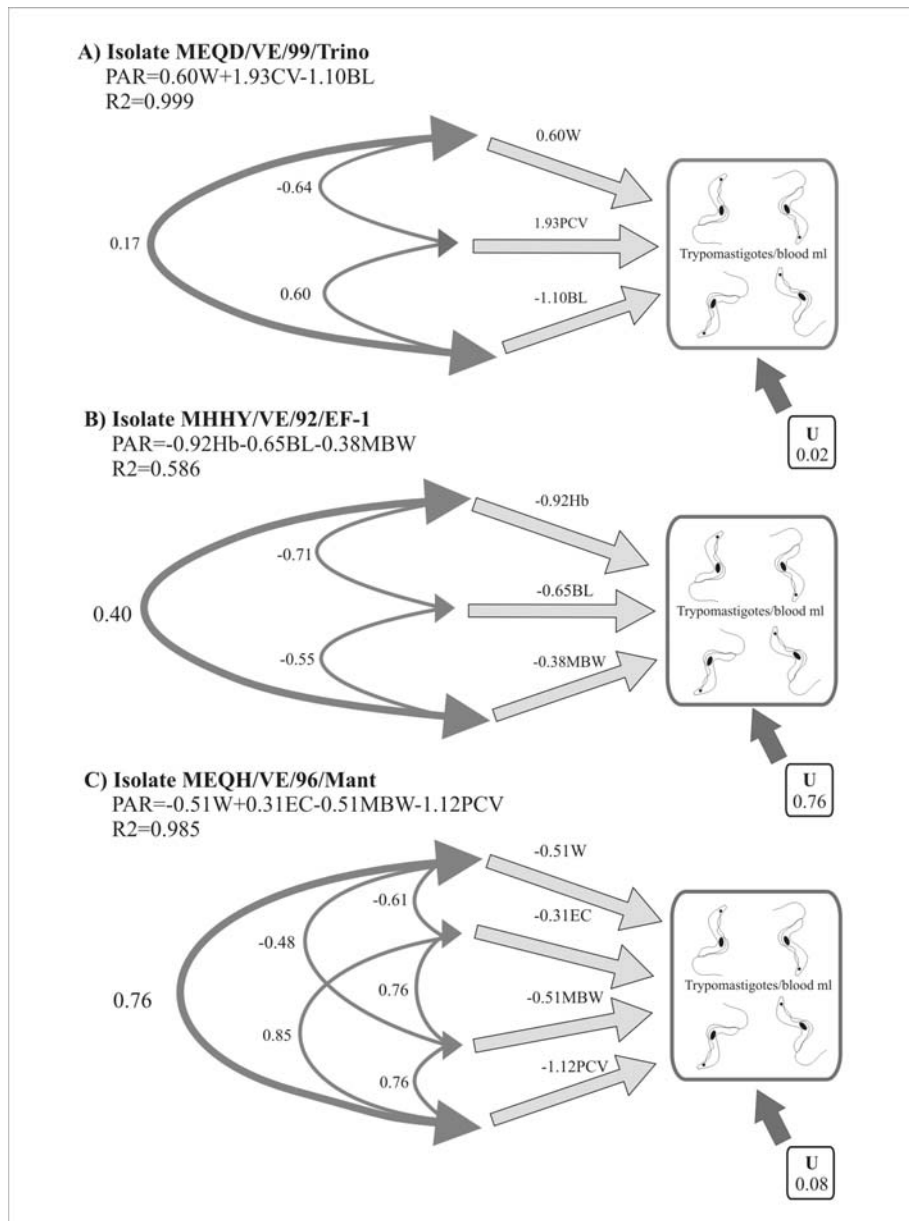 A) Isolate MEQD/VE/99/Trino
PAR=0.60W+1.93CV-1.10BL
R2=0.999
0.60W
-0.64
1.93PCV
0.17
Trypomastigotes/blood ml
0.60
-1.10BL
U
0.02
B) Isolate MHHY/VE/92/EF-1
PAR=-0.92Hb-0.65BL-0.38MBW
R2=0.586
-0.92Hb
-0.71
-0.65BL
0.40
Trypomastigotes/blood ml
-0.55
-0.38MBW
U
0.76
C) Isolate MEQH/VE/96/Mant
PAR=-0.51W+0.31EC-0.51MBW-1.12PCV
R2=0.985
-0.51W
-0.61
-0.31EC
-0.48
0.76
0.76
-0.51MBW
Trypomastigotes/blood ml
0.85
0.76
-1.12PCV
U
0.08